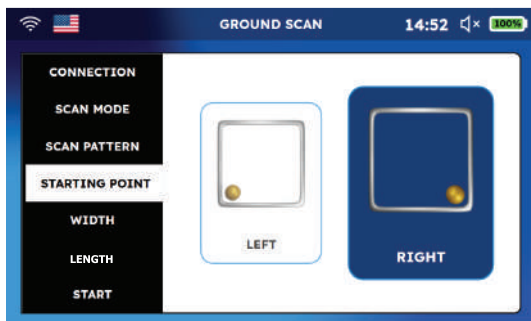 GROUND SCAN
14:52
100%
CONNECTION
SCAN MODE
SCAN PATTERN
STARTING POINT
WIDTH
LENGTH
START
LEFT
RIGHT